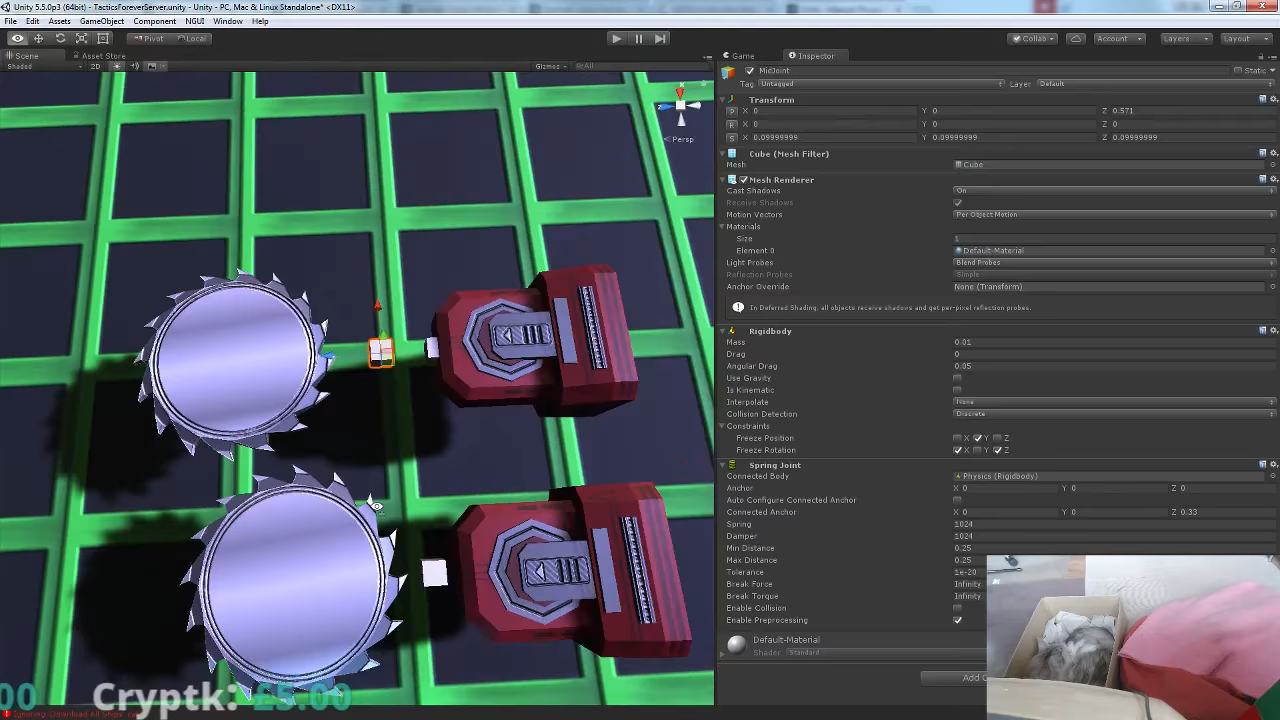 Unity 5.5.0p3 (64bit) - TacticsForeverServer.unity - Unity - PC, Mac & Linux Standalone* <DX11>
File Edit Assets GameObject Component NGUI Window Help
Pivot Local Collab Account Layers Layout
Scene Asset Store Game Inspector
Shaded 2D Gizmos All
MidJoint Static
Tag Untagged Layer Default
Transform
P X 0 Y 0 Z 0.571
R X 0 Y 0 Z 0
S X 0.09999999 Y 0.09999999 Z 0.09999999
Persp
Cube (Mesh Filter)
Mesh Cube
Mesh Renderer
Cast Shadows On
Receive Shadows
Motion Vectors Per Object Motion
Materials
Size 1
Element 0 Default-Material
Light Probes Blend Probes
Reflection Probes Simple
Anchor Override None (Transform)
In Deferred Shading, all objects receive shadows and get per-pixel reflection probes.
Rigidbody
Mass 0.01
Drag 0
Angular Drag 0.05
Use Gravity
Is Kinematic
Interpolate None
Collision Detection Discrete
Constraints
Freeze Position X Y Z
Freeze Rotation X Y Z
Spring Joint
Connected Body Physics (Rigidbody)
Anchor X 0 Y 0 Z 0
Auto Configure Connected Anchor
Connected Anchor X 0 Y 0 Z 0.33
Spring 1024
Damper 1024
Min Distance 0.25
Max Distance 0.25
Tolerance 1e-20
Break Force Infinity
Break Torque Infinity
Enable Collision
Enable Preprocessing
Default-Material
Shader Standard
Add C
00 Cryptk: £5.00